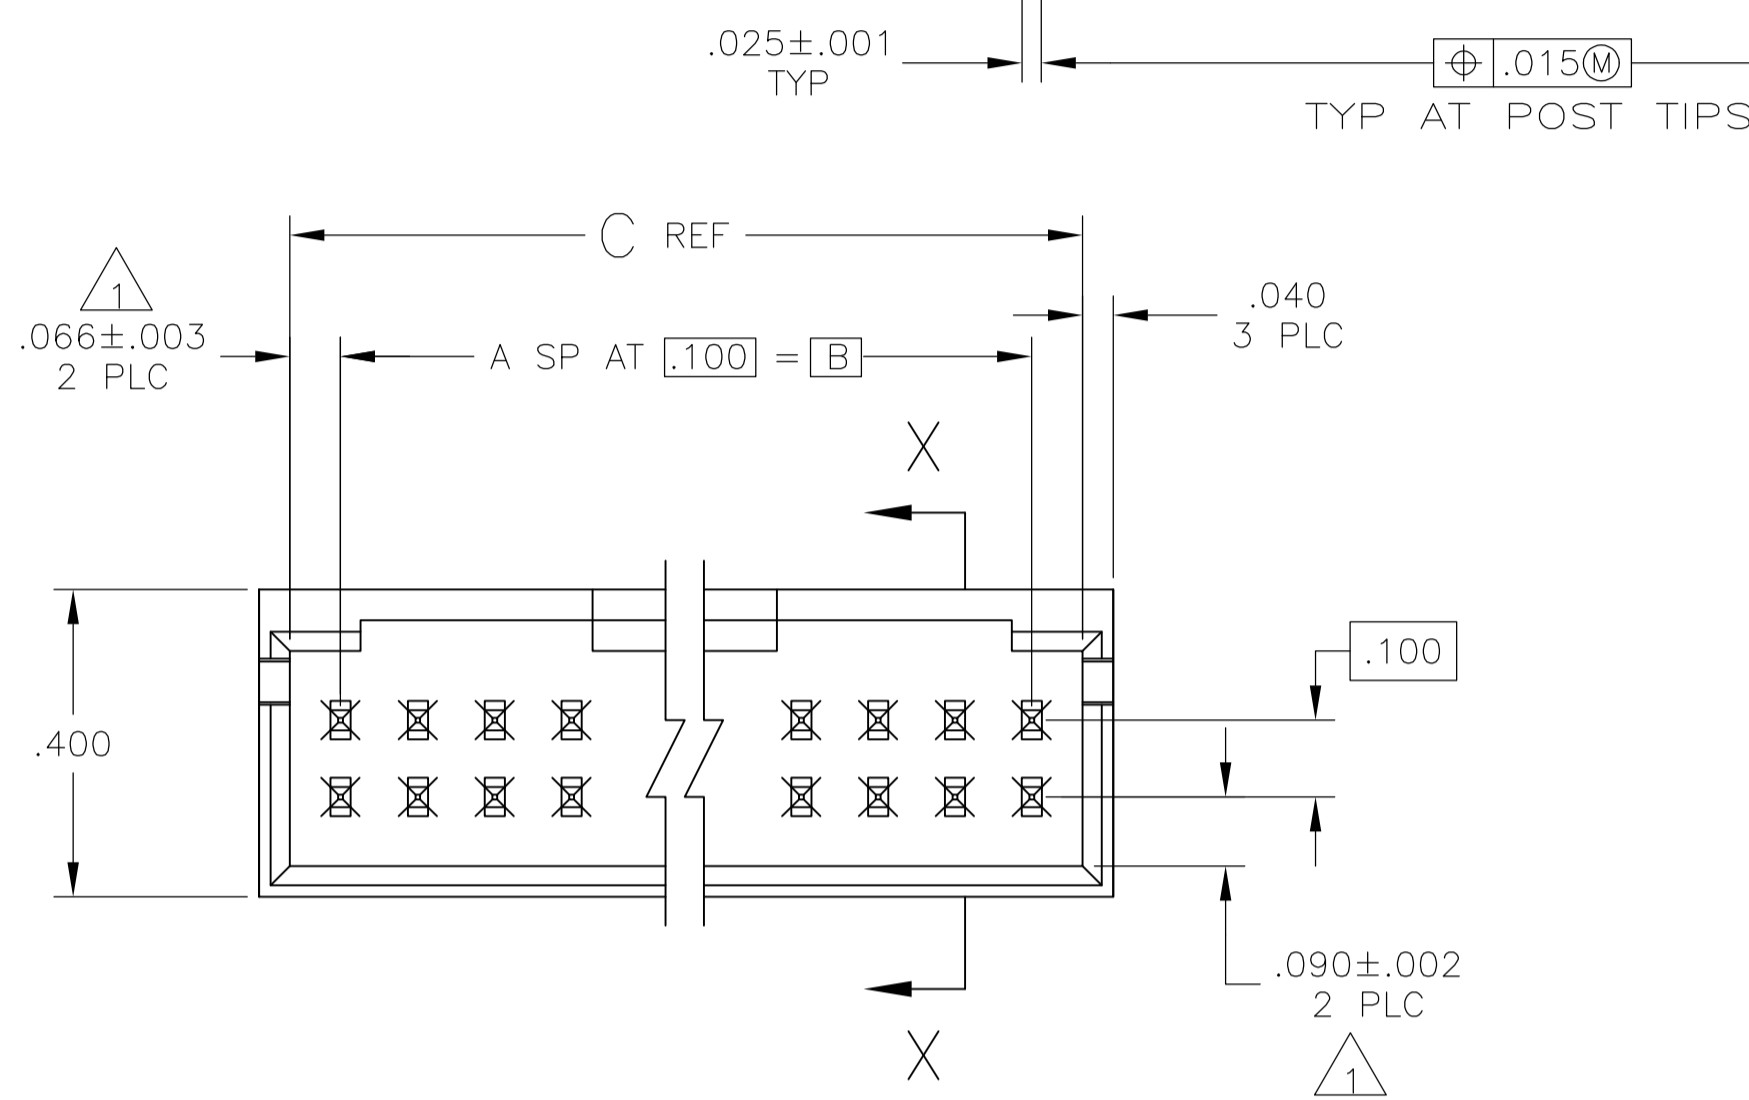 .025±.001
TYP
⌖ .015Ⓜ
TYP AT POST TIPS
C REF
1
.066±.003
2 PLC
A SP AT .100 = B
.040
3 PLC
X
.100
.400
.090±.002
2 PLC
X
1